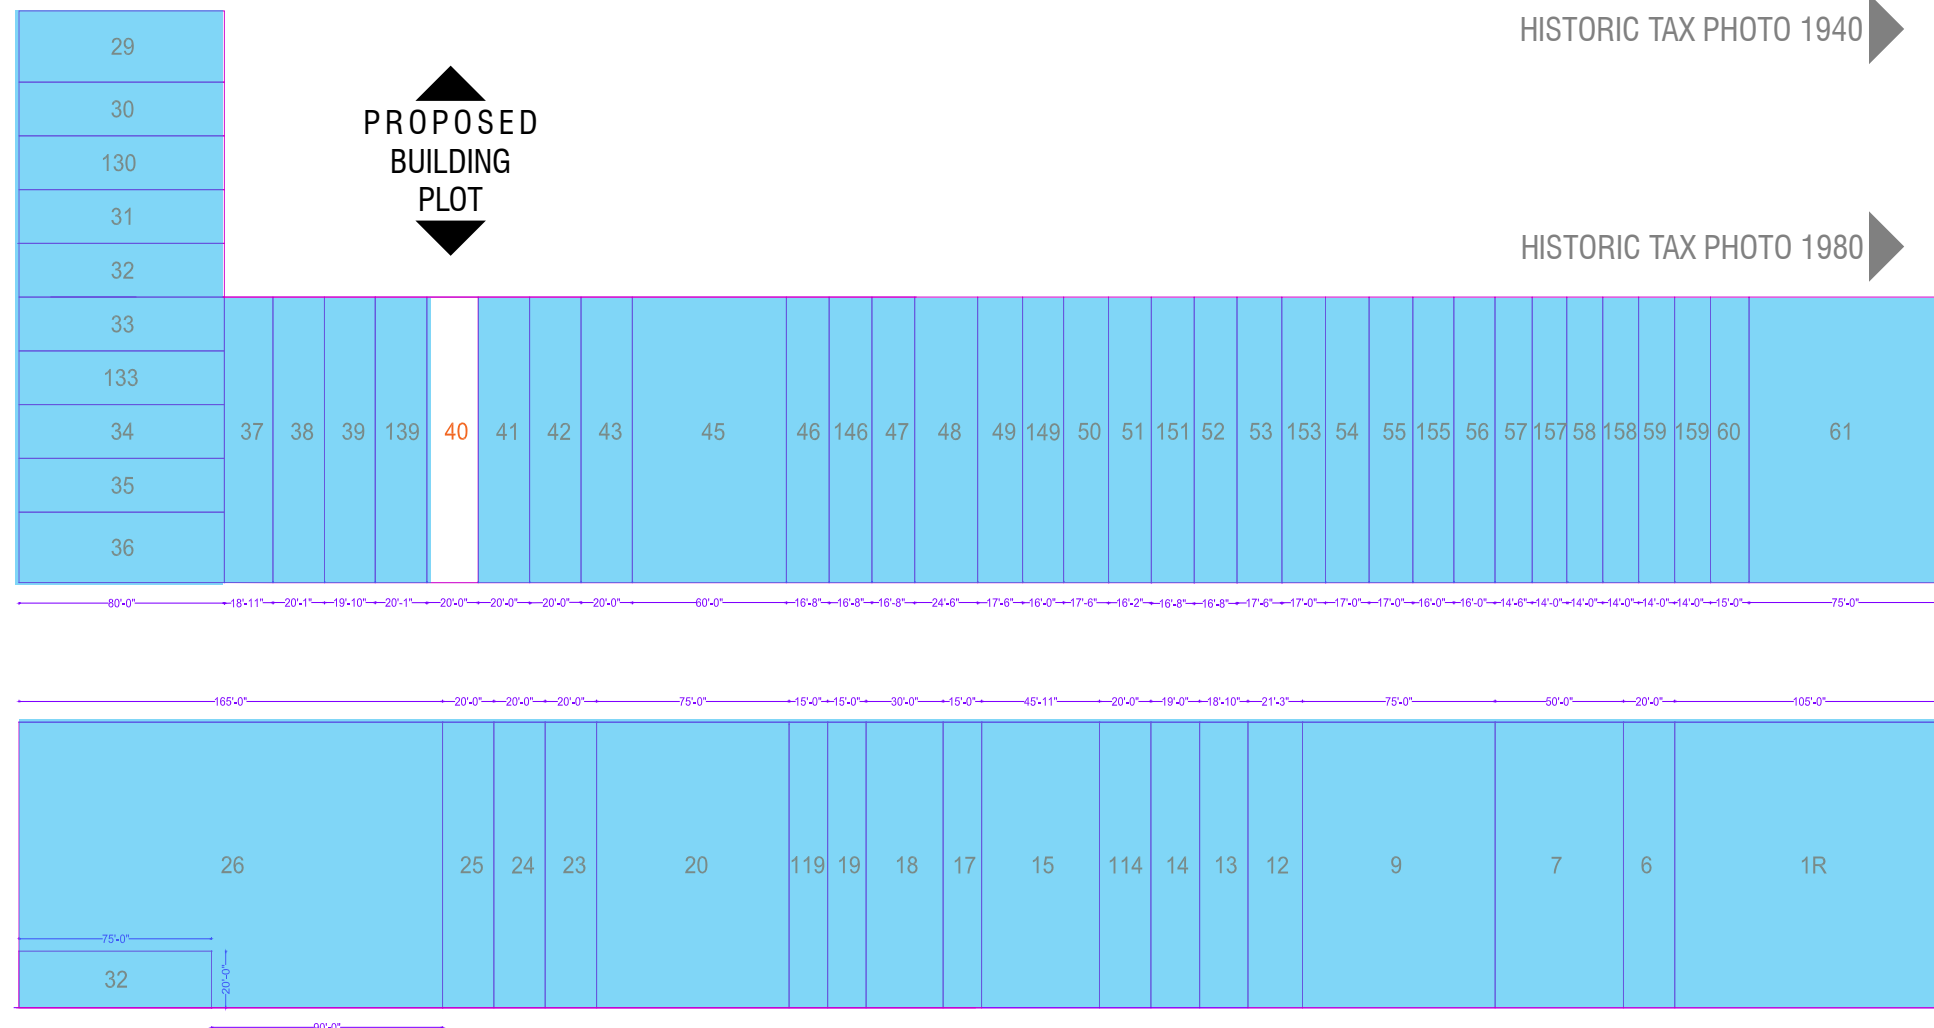 HISTORIC TAX PHOTO 1940
29
30
130
31
32
33
133
34
35
36
PROPOSED
BUILDING
PLOT
HISTORIC TAX PHOTO 1980
37 38 39 139 40 41 42 43 45 46 146 47 48 49 149 50 51 151 52 53 153 54 55 155 56 57 157 58 158 59 159 60 61
80'-0" 18'-11" 20'-1" 19'-10" 20'-1" 20'-0" 20'-0" 20'-0" 20'-0" 60'-0" 16'-8" 16'-8" 16'-8" 24'-6" 17'-6" 16'-0" 17'-6" 16'-2" 16'-8" 16'-8" 17'-6" 17'-0" 17'-0" 17'-0" 16'-0" 16'-0" 14'-6" 14'-0" 14'-0" 14'-0" 14'-0" 14'-0" 15'-0" 75'-0"
165'-0" 20'-0" 20'-0" 20'-0" 75'-0" 15'-0" 15'-0" 30'-0" 15'-0" 45'-11" 20'-0" 19'-0" 18'-10" 21'-3" 75'-0" 50'-0" 20'-0" 105'-0"
26 25 24 23 20 119 19 18 17 15 114 14 13 12 9 7 6 1R
75'-0"
32
20'-0"
90'-0"